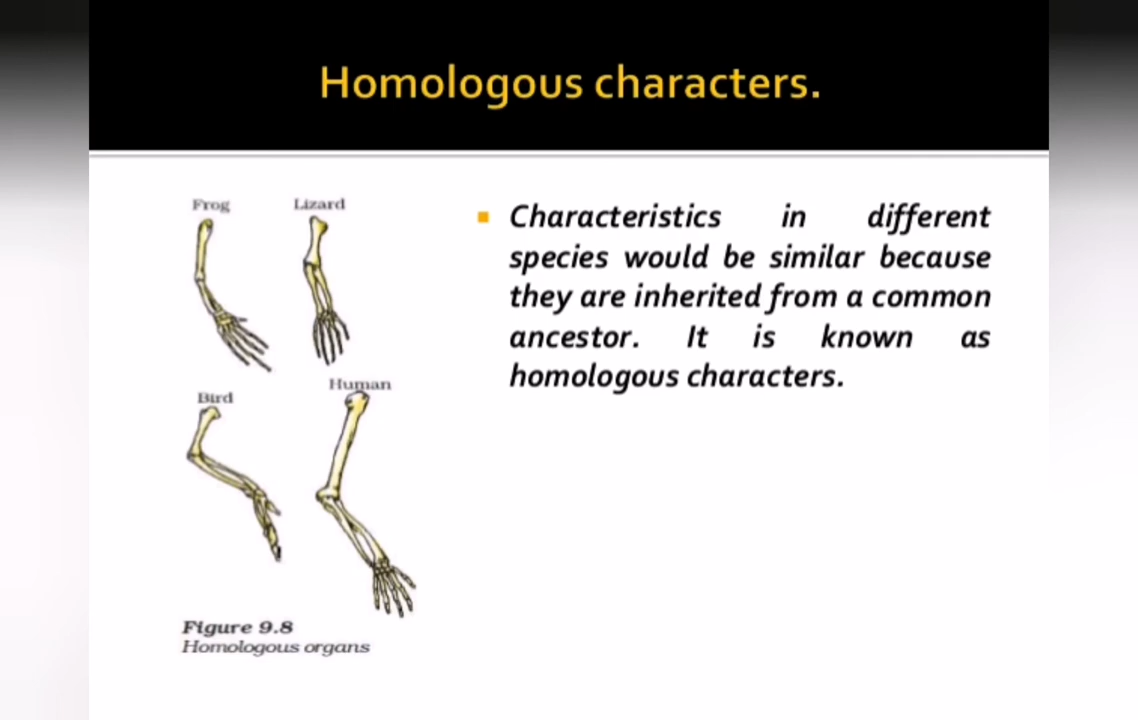 Homologous characters.
Frog
Lizard
Characteristics in different
species would be similar because
they are inherited from a common
ancestor. It is known as
homologous characters.
Bird
Human
Figure 9.8
Homologous organs